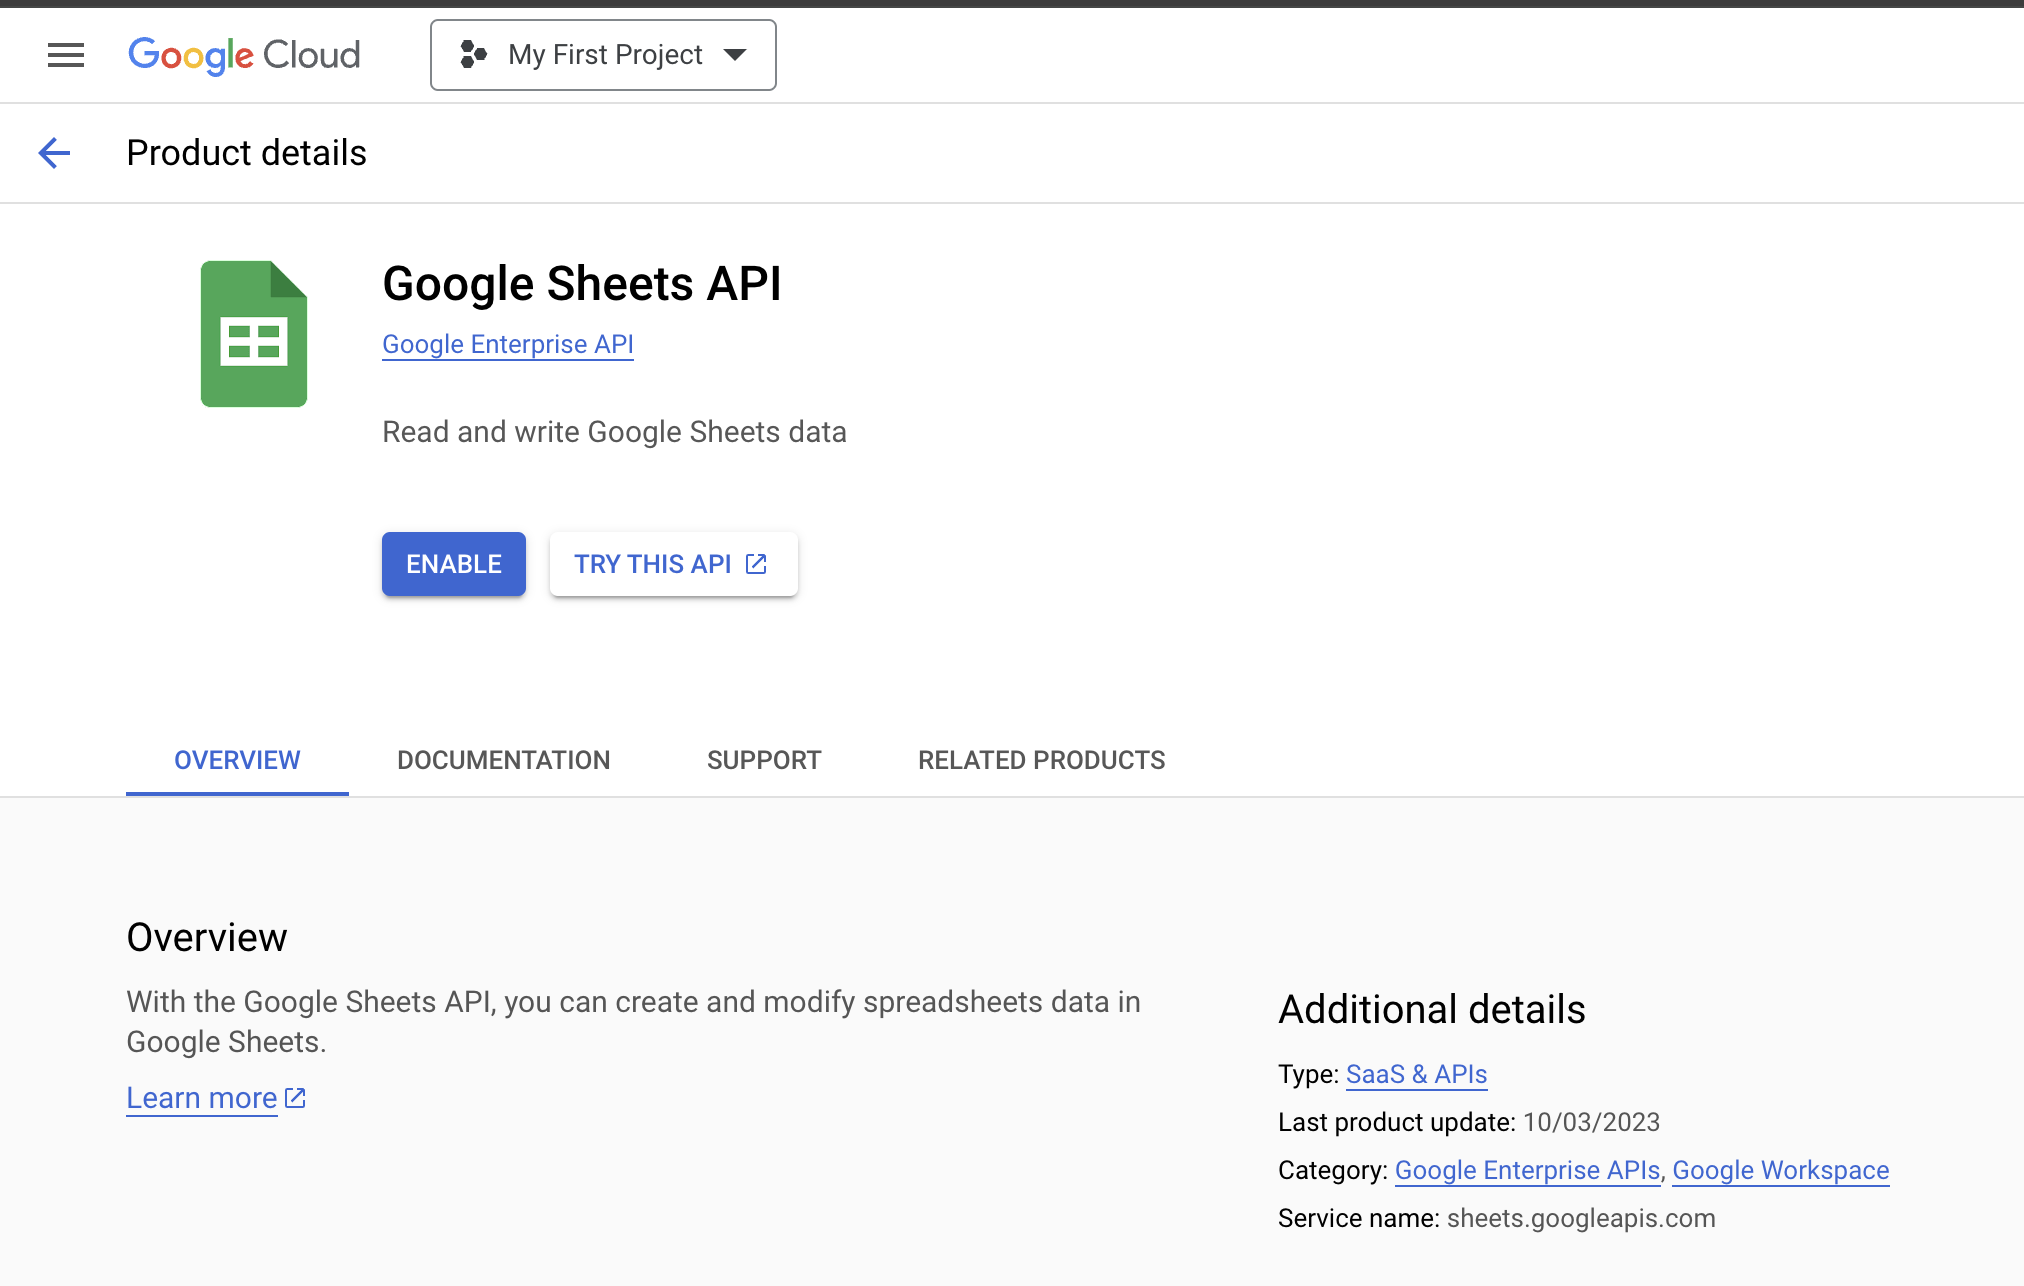 Google Cloud
My First Project
Product details
Google Sheets API
Google Enterprise API
Read and write Google Sheets data
ENABLE
TRY THIS API
OVERVIEW
DOCUMENTATION
SUPPORT
RELATED PRODUCTS
Overview
With the Google Sheets API, you can create and modify spreadsheets data in
Google Sheets.
Learn more
Additional details
Type: SaaS & APIs
Last product update: 10/03/2023
Category: Google Enterprise APIs, Google Workspace
Service name: sheets.googleapis.com